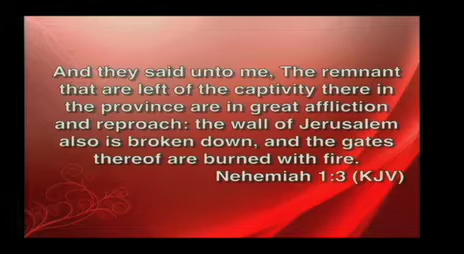 And they said unto me, The remnant
that are left of the captivity there in
the province are in great affliction
and reproach: the wall of Jerusalem
also is broken down, and the gates
thereof are burned with fire.
Nehemiah 1:3 (KJV)